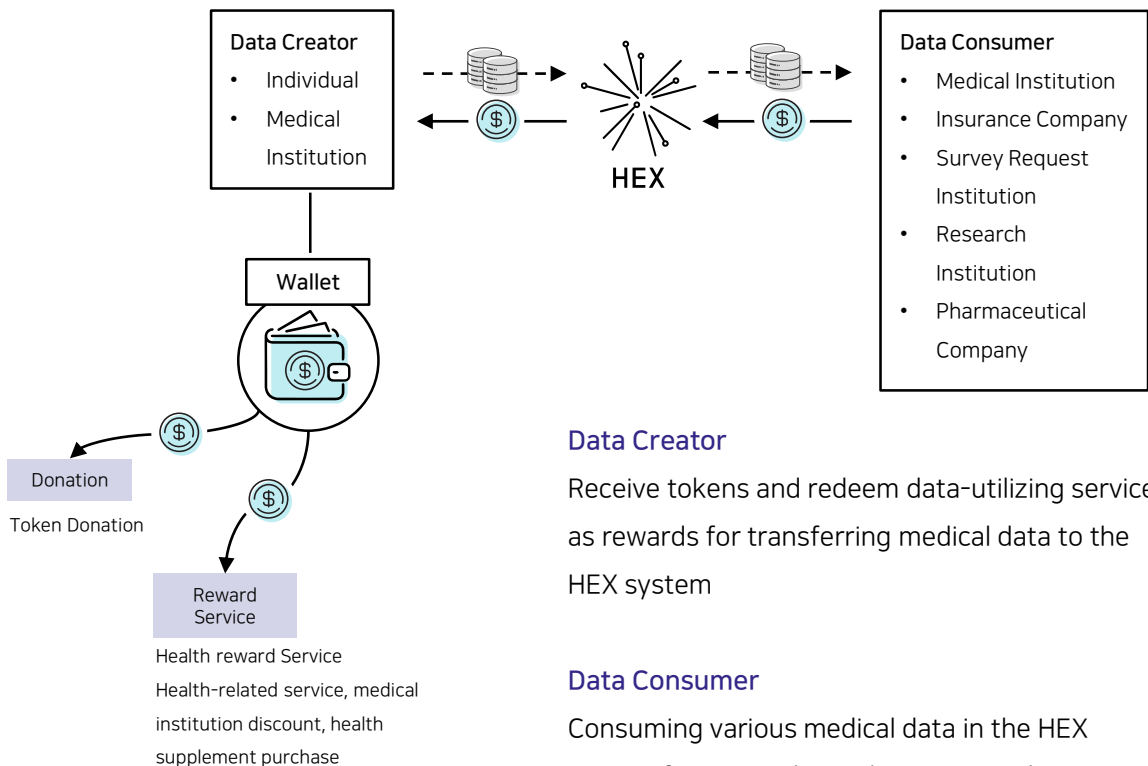 Data Creator
• Individual
• Medical
Institution
HEX
Data Consumer
• Medical Institution
• Insurance Company
• Survey Request
Institution
• Research
Institution
• Pharmaceutical
Company
Wallet
Donation
Token Donation
Reward
Service
Health reward Service
Health-related service, medical
institution discount, health
supplement purchase
Data Creator
Receive tokens and redeem data-utilizing service
as rewards for transferring medical data to the
HEX system
Data Consumer
Consuming various medical data in the HEX